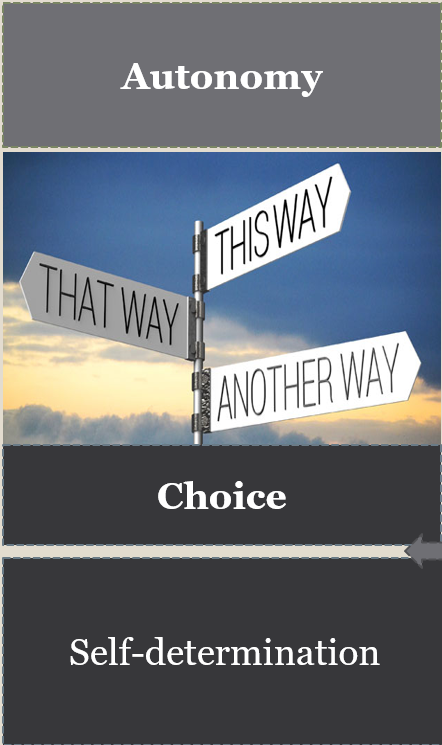 Autonomy
THIS WAY
THAT WAY
ANOTHER WAY
Choice
Self-determination